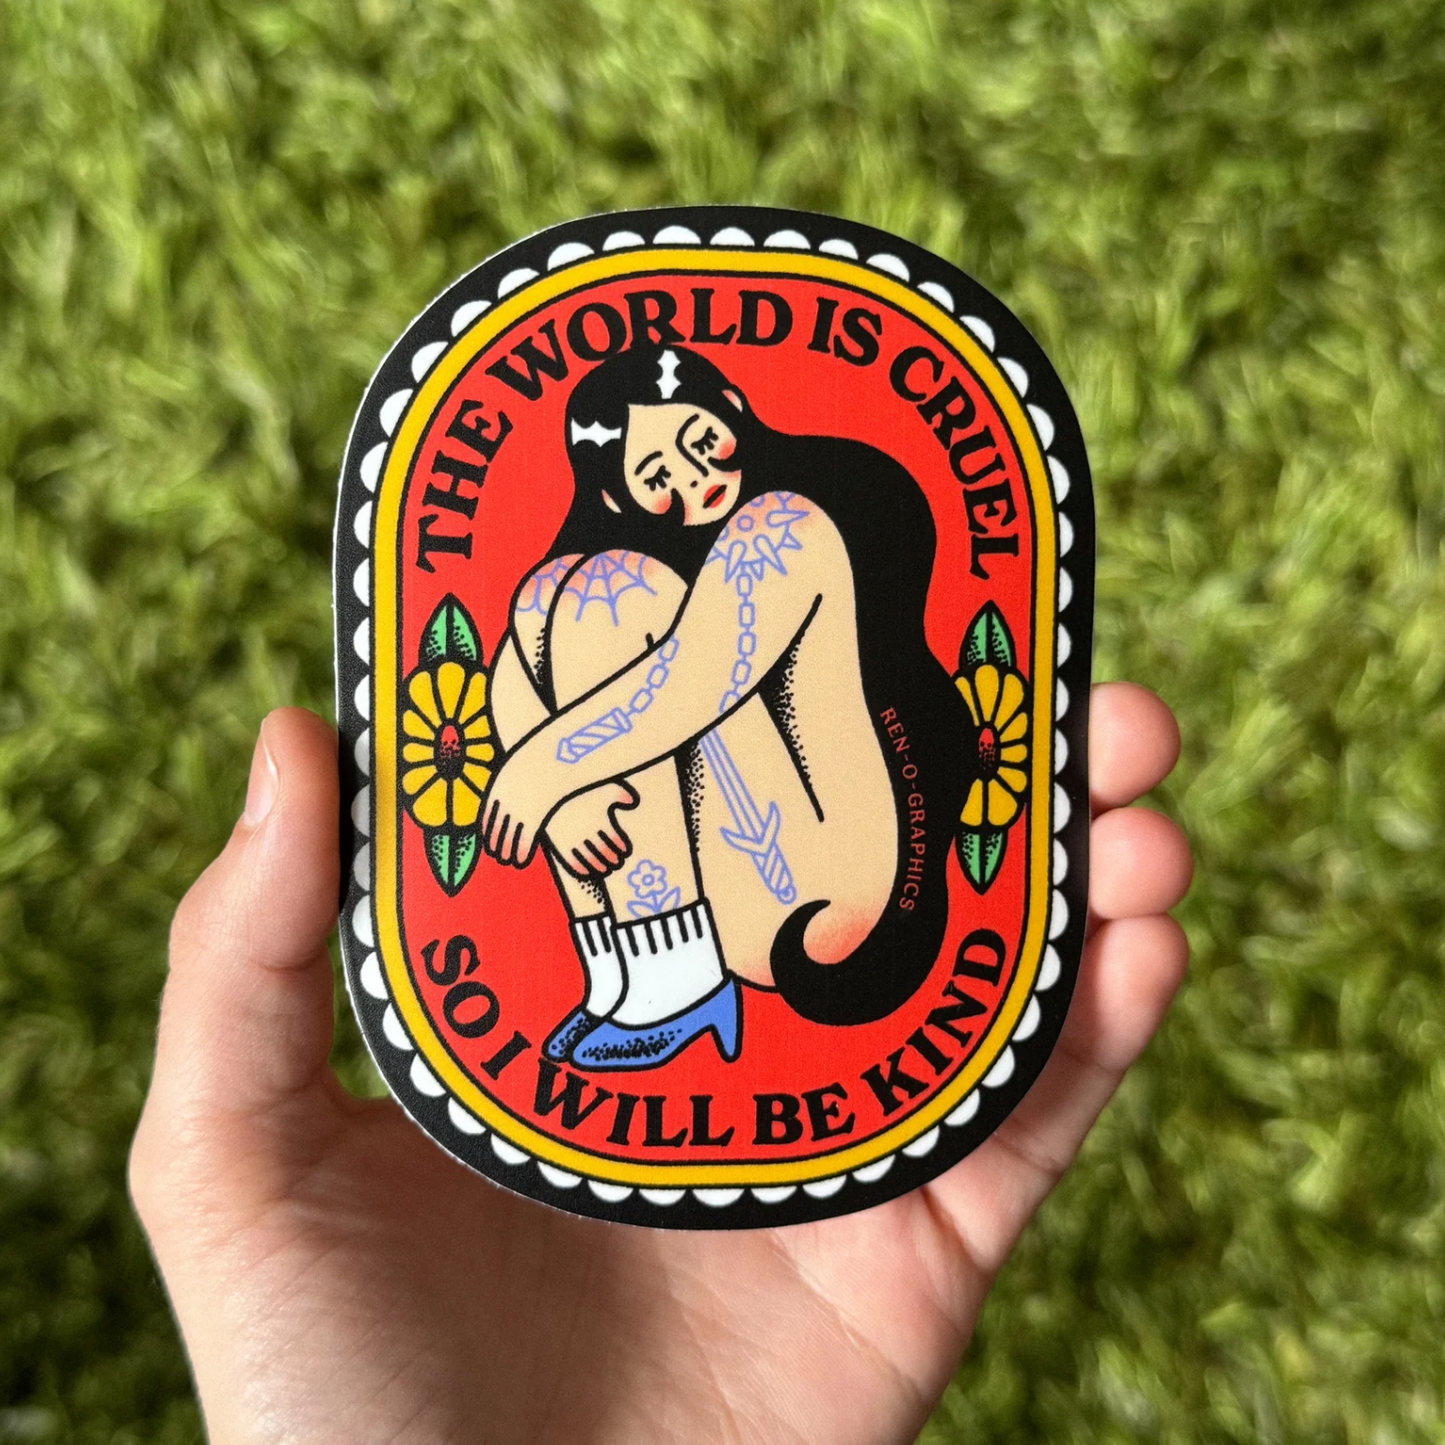 THE WORLD IS CRUEL
REN-O-GRAPHICS
SO I WILL BE KIND